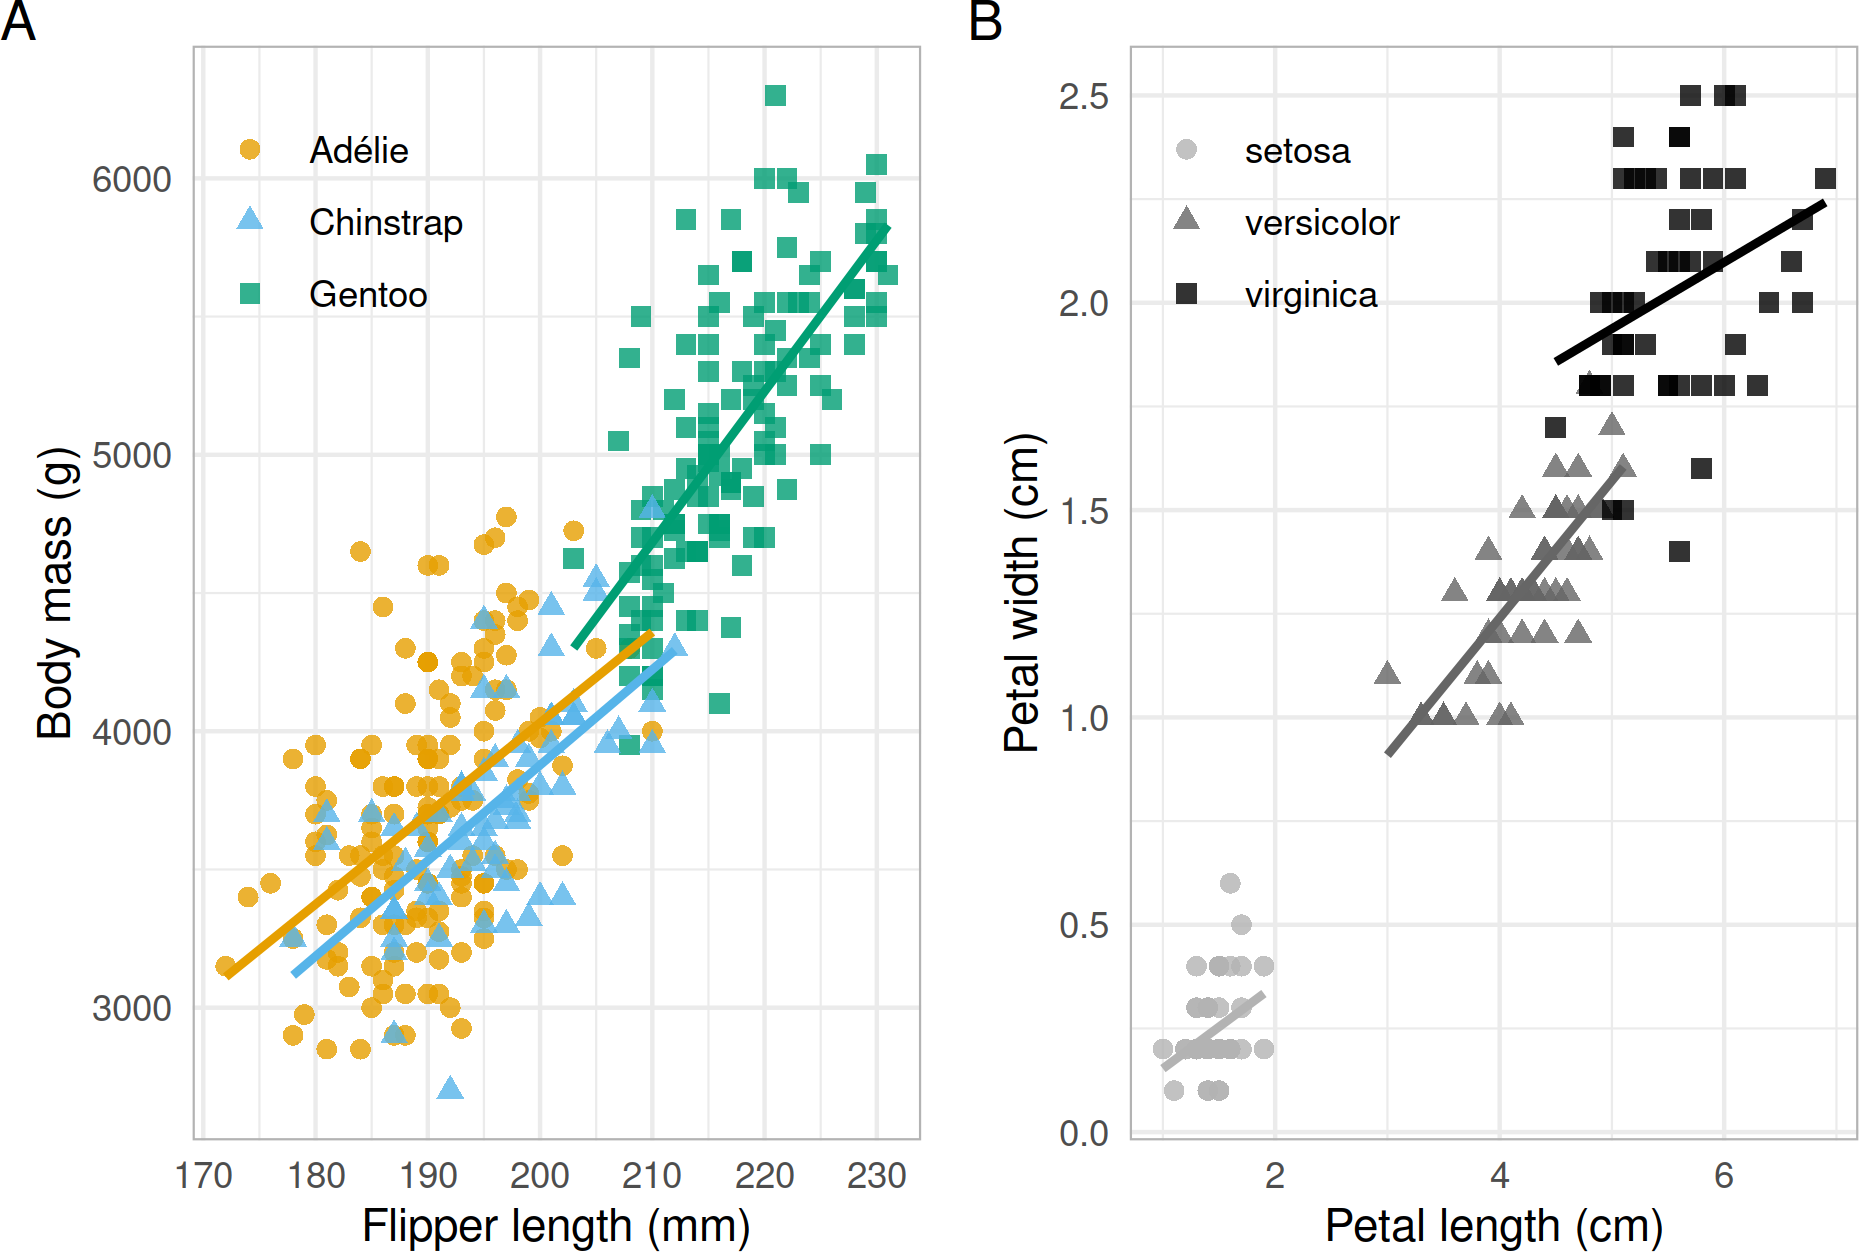 A
6000
5000
4000
3000
Body mass (g)
Adélie
Chinstrap
Gentoo
170 180 190 200 210 220 230
Flipper length (mm)
B
2.5
2.0
1.5
1.0
0.5
0.0
Petal width (cm)
setosa
versicolor
virginica
2 4 6
Petal length (cm)